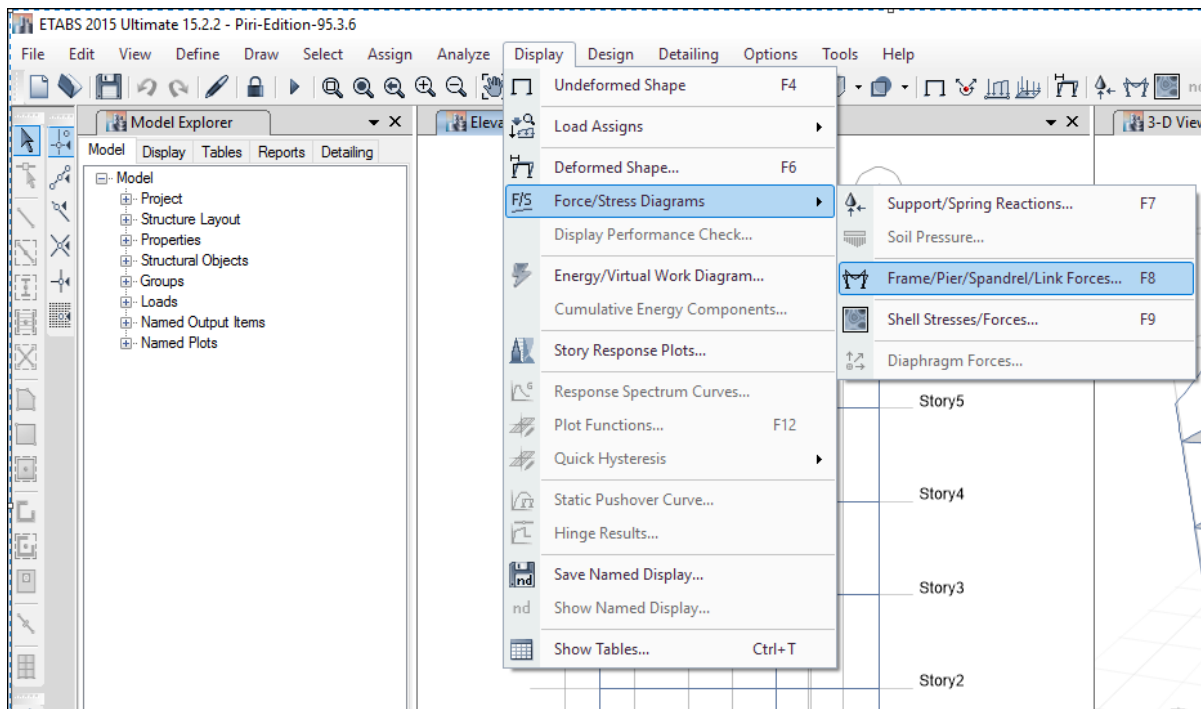 ETABS 2015 Ultimate 15.2.2 - Piri-Edition-95.3.6
File Edit View Define Draw Select Assign Analyze Display Design Detailing Options Tools Help
Model Explorer
Model Display Tables Reports Detailing
Model
Project
Structure Layout
Properties
Structural Objects
Groups
Loads
Named Output Items
Named Plots
Undeformed Shape F4
Load Assigns
Deformed Shape... F6
F/S Force/Stress Diagrams
Display Performance Check...
Energy/Virtual Work Diagram...
Cumulative Energy Components...
Story Response Plots...
Response Spectrum Curves...
Plot Functions... F12
Quick Hysteresis
Static Pushover Curve...
Hinge Results...
nd Save Named Display...
nd Show Named Display...
Show Tables... Ctrl+T
Support/Spring Reactions... F7
Soil Pressure...
Frame/Pier/Spandrel/Link Forces... F8
Shell Stresses/Forces... F9
Diaphragm Forces...
Eleva
3-D View
Story5
Story4
Story3
Story2